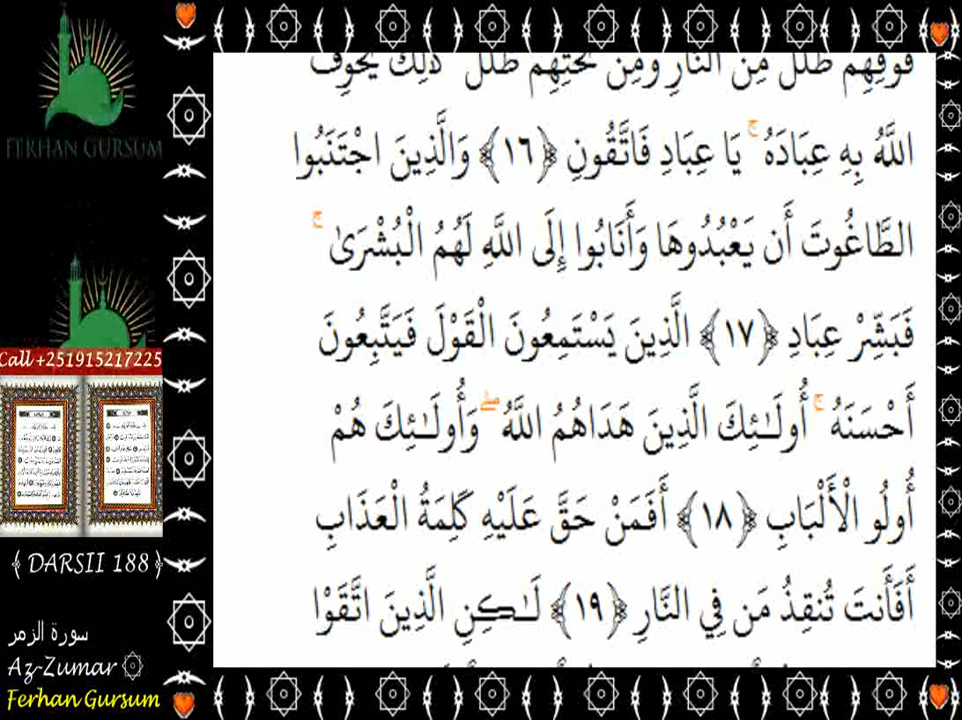 FERHAN GURSUM
Call +251915217225
﴾ DARSII 188 ﴿
سورة الزمر
Az-Zumar
Ferhan Gursum
فَوْقِهِمْ ظُلَلٌ مِّنَ النَّارِ وَمِن تَحْتِهِمْ ظُلَلٌ ۚ ذَٰلِكَ يُخَوِّفُ
اللَّهُ بِهِ عِبَادَهُ ۚ يَا عِبَادِ فَاتَّقُونِ ﴿١٦﴾ وَالَّذِينَ اجْتَنَبُوا
الطَّاغُوتَ أَن يَعْبُدُوهَا وَأَنَابُوا إِلَى اللَّهِ لَهُمُ الْبُشْرَىٰ ۚ
فَبَشِّرْ عِبَادِ ﴿١٧﴾ الَّذِينَ يَسْتَمِعُونَ الْقَوْلَ فَيَتَّبِعُونَ
أَحْسَنَهُ ۚ أُولَـٰئِكَ الَّذِينَ هَدَاهُمُ اللَّهُ ۖ وَأُولَـٰئِكَ هُمْ
أُولُو الْأَلْبَابِ ﴿١٨﴾ أَفَمَنْ حَقَّ عَلَيْهِ كَلِمَةُ الْعَذَابِ
أَفَأَنتَ تُنقِذُ مَن فِي النَّارِ ﴿١٩﴾ لَـٰكِنِ الَّذِينَ اتَّقَوْا